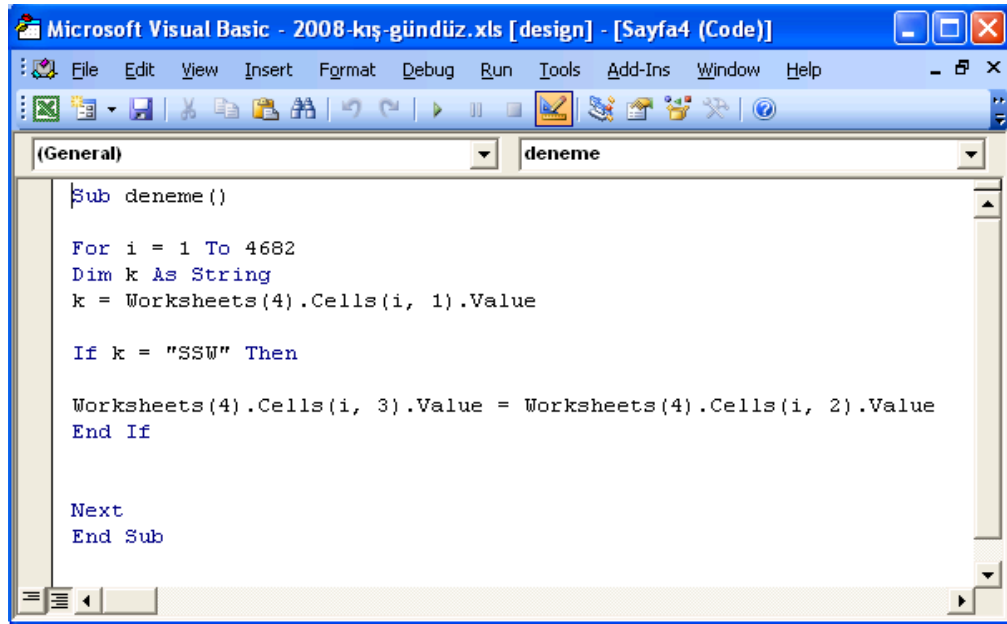 Microsoft Visual Basic - 2008-kış-gündüz.xls [design] - [Sayfa4 (Code)]
File Edit View Insert Format Debug Run Tools Add-Ins Window Help
(General) deneme
Sub deneme()
For i = 1 To 4682
Dim k As String
k = Worksheets(4).Cells(i, 1).Value
If k = "SSW" Then
Worksheets(4).Cells(i, 3).Value = Worksheets(4).Cells(i, 2).Value
End If
Next
End Sub